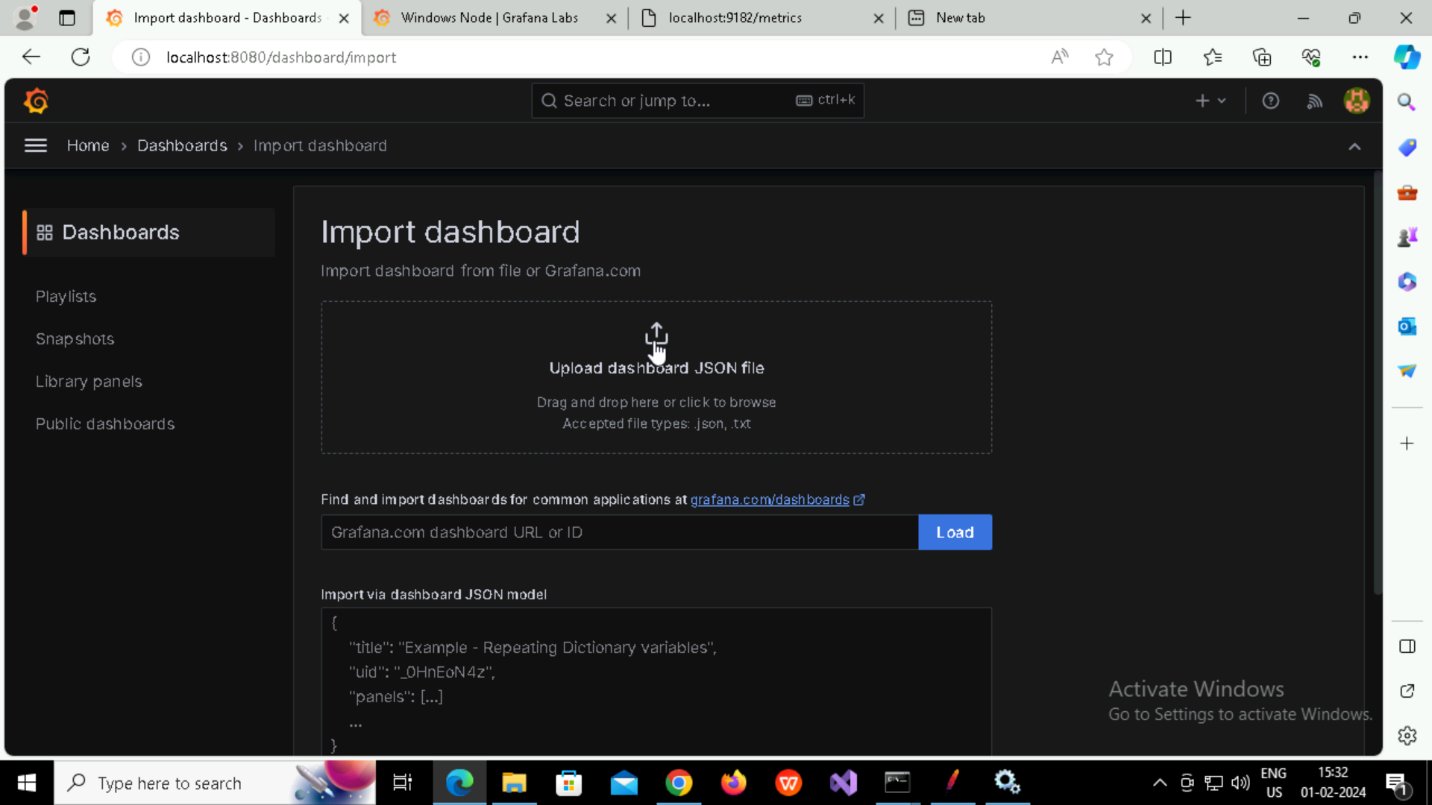 Import dashboard - Dashboards
Windows Node | Grafana Labs
localhost:9182/metrics
New tab
localhost:8080/dashboard/import
Search or jump to...
ctrl+k
Home › Dashboards › Import dashboard
Dashboards
Playlists
Snapshots
Library panels
Public dashboards
Import dashboard
Import dashboard from file or Grafana.com
Upload dashboard JSON file
Drag and drop here or click to browse
Accepted file types: .json, .txt
Find and import dashboards for common applications at grafana.com/dashboards
Grafana.com dashboard URL or ID
Load
Import via dashboard JSON model
{
"title": "Example - Repeating Dictionary variables",
"uid": "_0HnEoN4z",
"panels": [...]
...
}
Activate Windows
Go to Settings to activate Windows.
Type here to search
ENG
US
15:32
01-02-2024
1